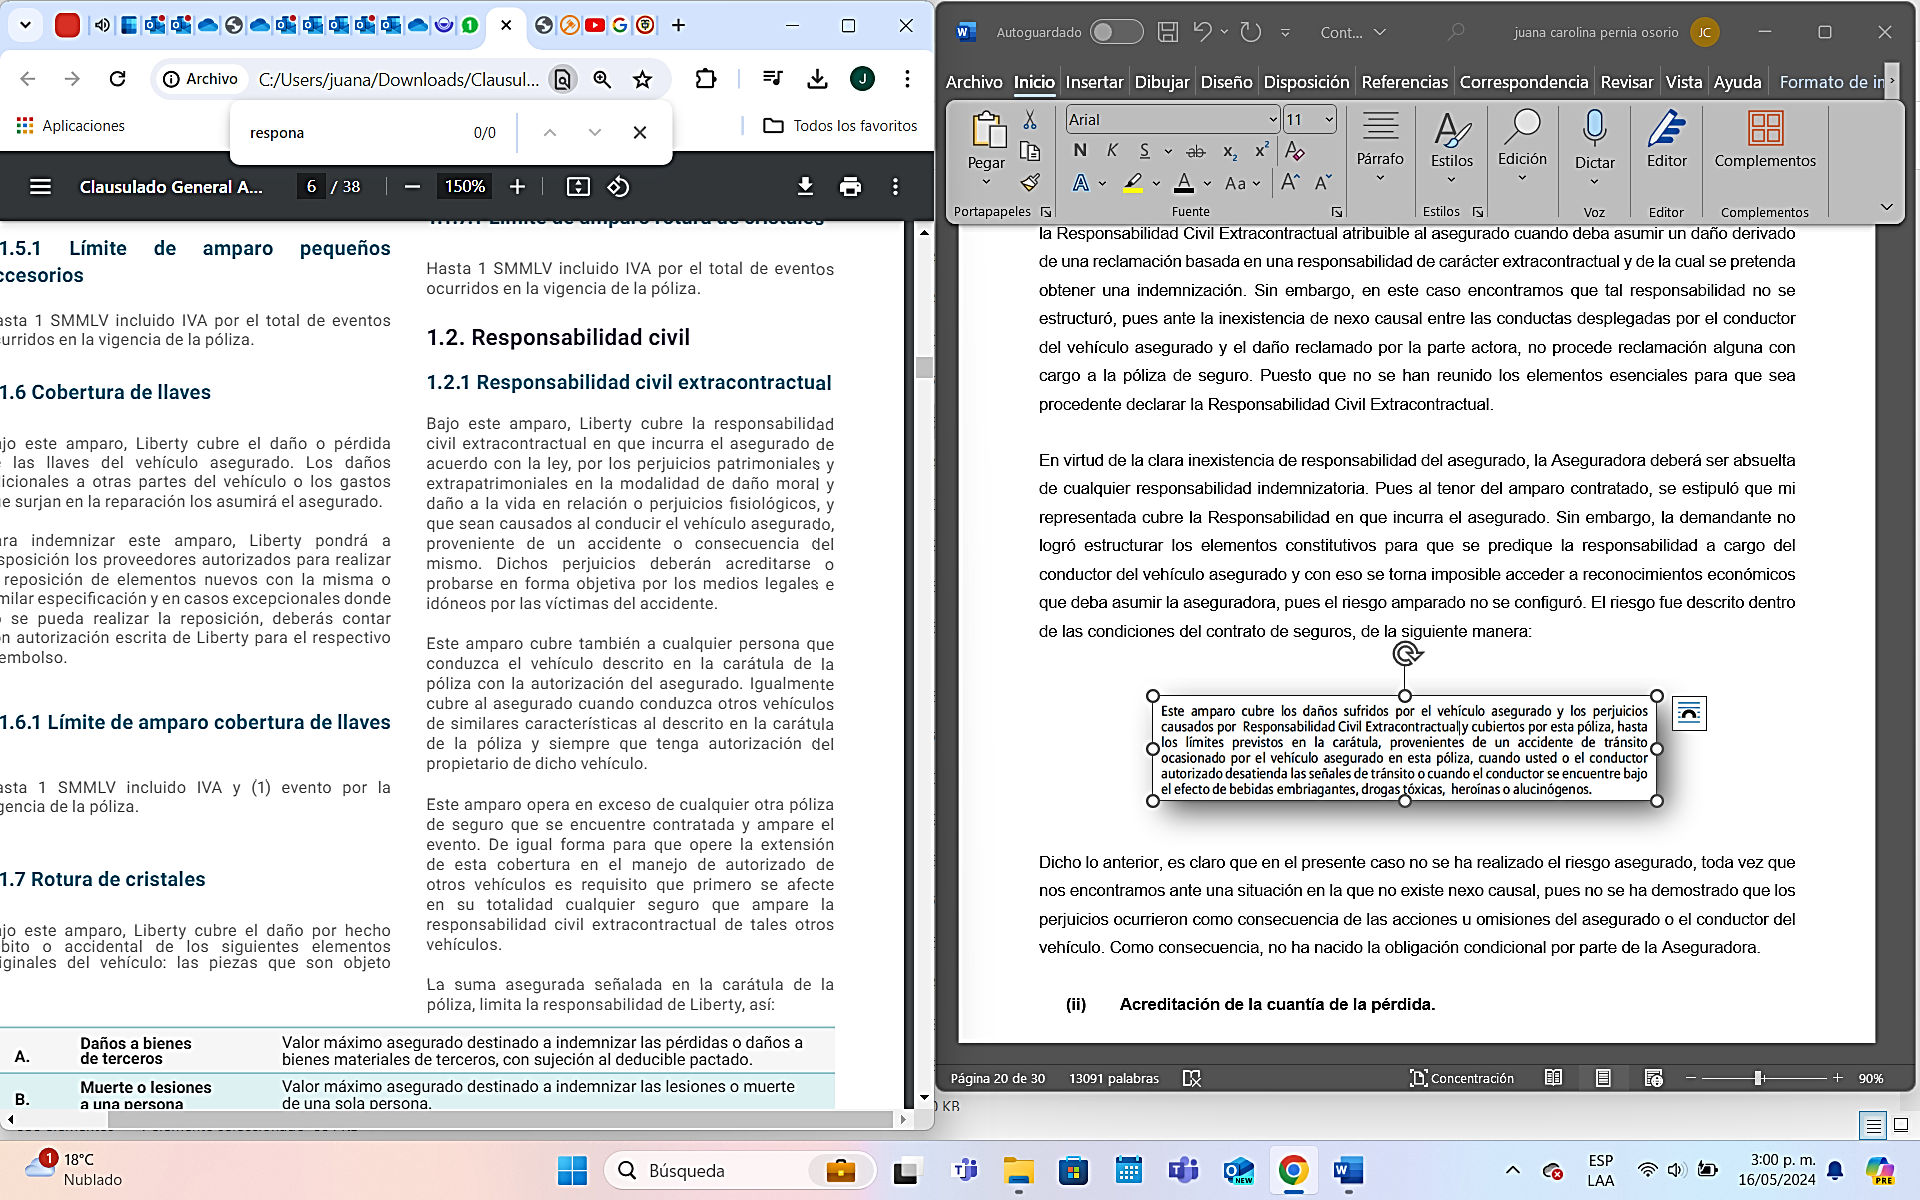 Archivo
C:/Users/juana/Downloads/Clausul...
Aplicaciones
Todos los favoritos
respona
0/0
Clausulado General A...
6 / 38
150%
1.5.1 Límite de amparo pequeños
ccesorios
asta 1 SMMLV incluido IVA por el total de eventos
urridos en la vigencia de la póliza.
1.6 Cobertura de llaves
ajo este amparo, Liberty cubre el daño o pérdida
las llaves del vehículo asegurado. Los daños
icionales a otras partes del vehículo o los gastos
e surjan en la reparación los asumirá el asegurado.
ara indemnizar este amparo, Liberty pondrá a
sposición los proveedores autorizados para realizar
reposición de elementos nuevos con la misma o
milar especificación y en casos excepcionales donde
o se pueda realizar la reposición, deberás contar
on autorización escrita de Liberty para el respectivo
embolso.
1.6.1 Límite de amparo cobertura de llaves
asta 1 SMMLV incluido IVA y (1) evento por la
gencia de la póliza.
1.7 Rotura de cristales
ajo este amparo, Liberty cubre el daño por hecho
bito o accidental de los siguientes elementos
iginales del vehículo: las piezas que son objeto
1.1.7.1 Límite de amparo rotura de cristales
Hasta 1 SMMLV incluido IVA por el total de eventos
ocurridos en la vigencia de la póliza.
1.2. Responsabilidad civil
1.2.1 Responsabilidad civil extracontractual
Bajo este amparo, Liberty cubre la responsabilidad
civil extracontractual en que incurra el asegurado de
acuerdo con la ley, por los perjuicios patrimoniales y
extrapatrimoniales en la modalidad de daño moral y
daño a la vida en relación o perjuicios fisiológicos, y
que sean causados al conducir el vehículo asegurado,
proveniente de un accidente o consecuencia del
mismo. Dichos perjuicios deberán acreditarse o
probarse en forma objetiva por los medios legales e
idóneos por las víctimas del accidente.
Este amparo cubre también a cualquier persona que
conduzca el vehículo descrito en la carátula de la
póliza con la autorización del asegurado. Igualmente
cubre al asegurado cuando conduzca otros vehículos
de similares características al descrito en la carátula
de la póliza y siempre que tenga autorización del
propietario de dicho vehículo.
Este amparo opera en exceso de cualquier otra póliza
de seguro que se encuentre contratada y ampare el
evento. De igual forma para que opere la extensión
de esta cobertura en el manejo de autorizado de
otros vehículos es requisito que primero se afecte
en su totalidad cualquier seguro que ampare la
responsabilidad civil extracontractual de tales otros
vehículos.
La suma asegurada señalada en la carátula de la
póliza, limita la responsabilidad de Liberty, así:
A.
Daños a bienes
de terceros
Valor máximo asegurado destinado a indemnizar las pérdidas o daños a
bienes materiales de terceros, con sujeción al deducible pactado.
B.
Muerte o lesiones
a una persona
Valor máximo asegurado destinado a indemnizar las lesiones o muerte
de una sola persona.
Autoguardado
Cont...
juana carolina pernia osorio
JC
Archivo Inicio Insertar Dibujar Diseño Disposición Referencias Correspondencia Revisar Vista Ayuda Formato de ir
Pegar
Portapapeles
Arial
11
N K S ab x₂ x²
A A Aa A A
Fuente
Párrafo
Estilos
Estilos
Edición
Dictar
Voz
Editor
Editor
Complementos
Complementos
la Responsabilidad Civil Extracontractual atribuible al asegurado cuando deba asumir un daño derivado
de una reclamación basada en una responsabilidad de carácter extracontractual y de la cual se pretenda
obtener una indemnización. Sin embargo, en este caso encontramos que tal responsabilidad no se
estructuró, pues ante la inexistencia de nexo causal entre las conductas desplegadas por el conductor
del vehículo asegurado y el daño reclamado por la parte actora, no procede reclamación alguna con
cargo a la póliza de seguro. Puesto que no se han reunido los elementos esenciales para que sea
procedente declarar la Responsabilidad Civil Extracontractual.
En virtud de la clara inexistencia de responsabilidad del asegurado, la Aseguradora deberá ser absuelta
de cualquier responsabilidad indemnizatoria. Pues al tenor del amparo contratado, se estipuló que mi
representada cubre la Responsabilidad en que incurra el asegurado. Sin embargo, la demandante no
logró estructurar los elementos constitutivos para que se predique la responsabilidad a cargo del
conductor del vehículo asegurado y con eso se torna imposible acceder a reconocimientos económicos
que deba asumir la aseguradora, pues el riesgo amparado no se configuró. El riesgo fue descrito dentro
de las condiciones del contrato de seguros, de la siguiente manera:
Este amparo cubre los daños sufridos por el vehículo asegurado y los perjuicios
causados por Responsabilidad Civil Extracontractual y cubiertos por esta póliza, hasta
los límites previstos en la carátula, provenientes de un accidente de tránsito
ocasionado por el vehículo asegurado en esta póliza, cuando usted o el conductor
autorizado desatienda las señales de tránsito o cuando el conductor se encuentre bajo
el efecto de bebidas embriagantes, drogas tóxicas, heroínas o alucinógenos.
Dicho lo anterior, es claro que en el presente caso no se ha realizado el riesgo asegurado, toda vez que
nos encontramos ante una situación en la que no existe nexo causal, pues no se ha demostrado que los
perjuicios ocurrieron como consecuencia de las acciones u omisiones del asegurado o el conductor del
vehículo. Como consecuencia, no ha nacido la obligación condicional por parte de la Aseguradora.
(ii) Acreditación de la cuantía de la pérdida.
Página 20 de 30
13091 palabras
Concentración
90%
KB
1
18°C
Nublado
Búsqueda
NEW
ESP
LAA
3:00 p. m.
16/05/2024
PRE